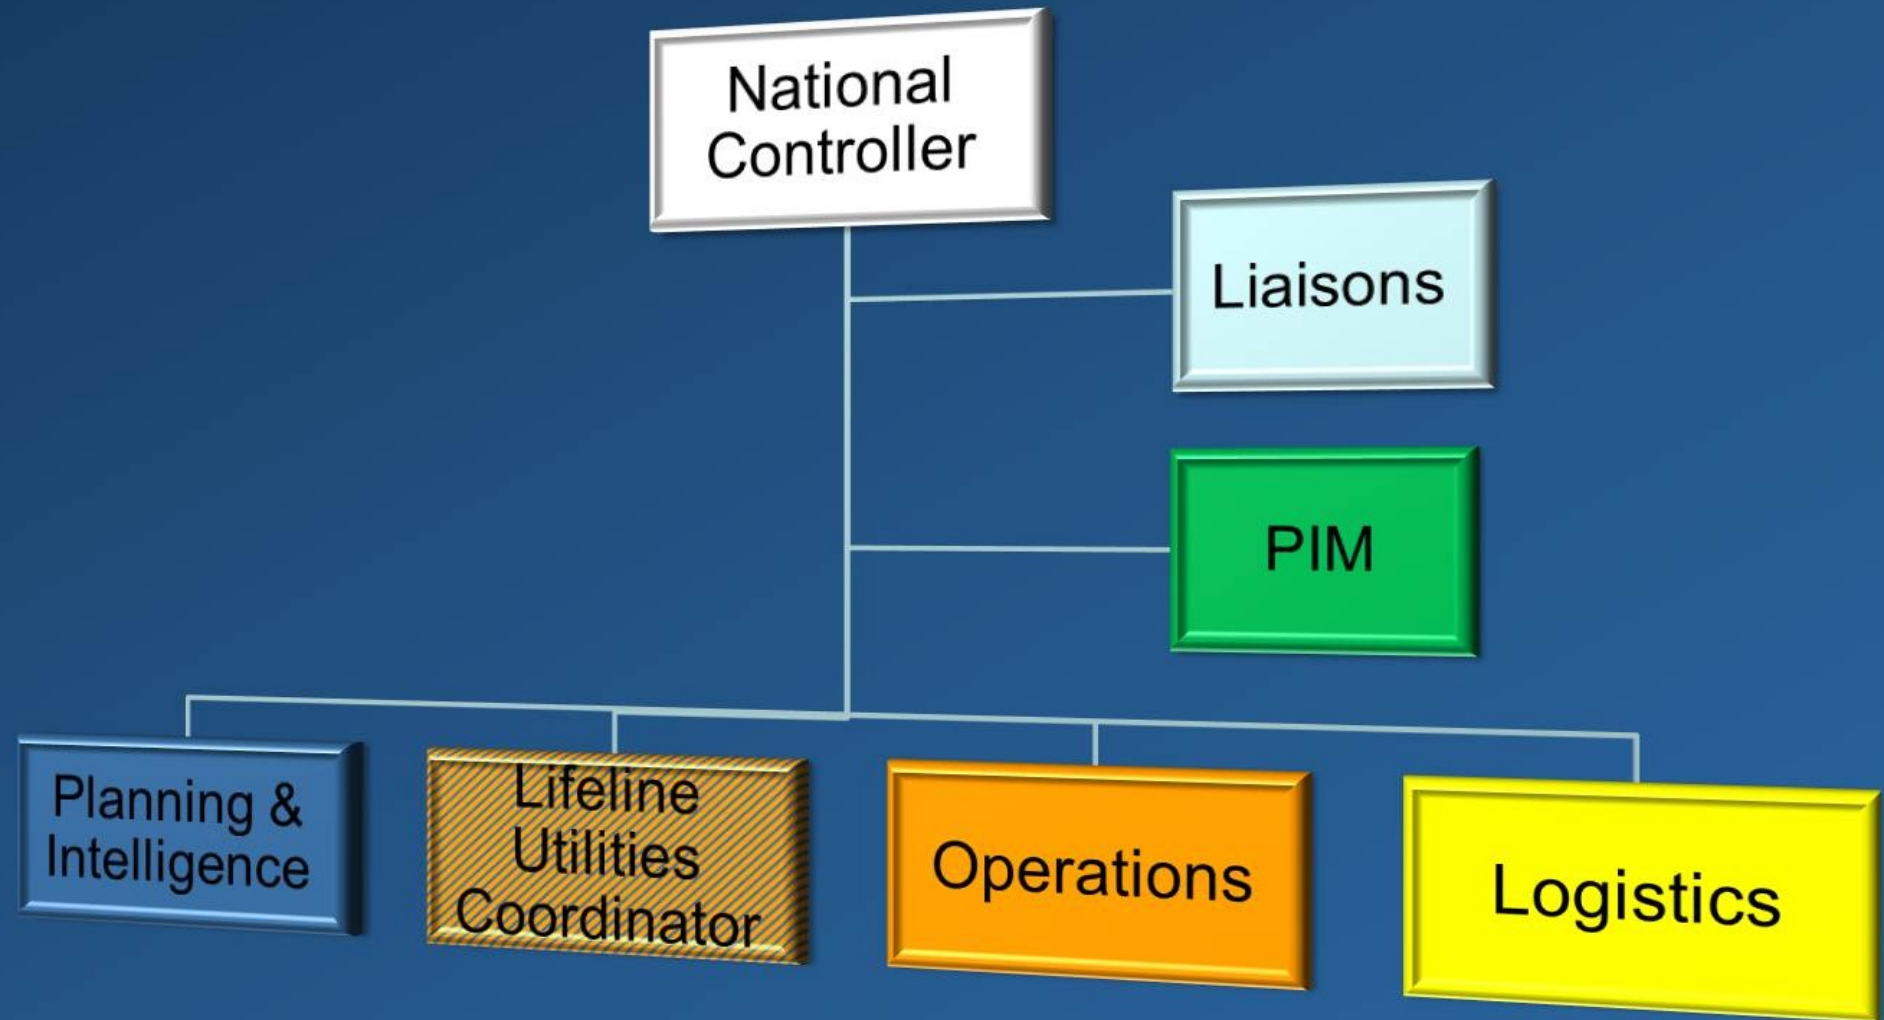 National
Controller
Liaisons
PIM
Planning &
Intelligence
Lifeline
Utilities
Coordinator
Operations
Logistics